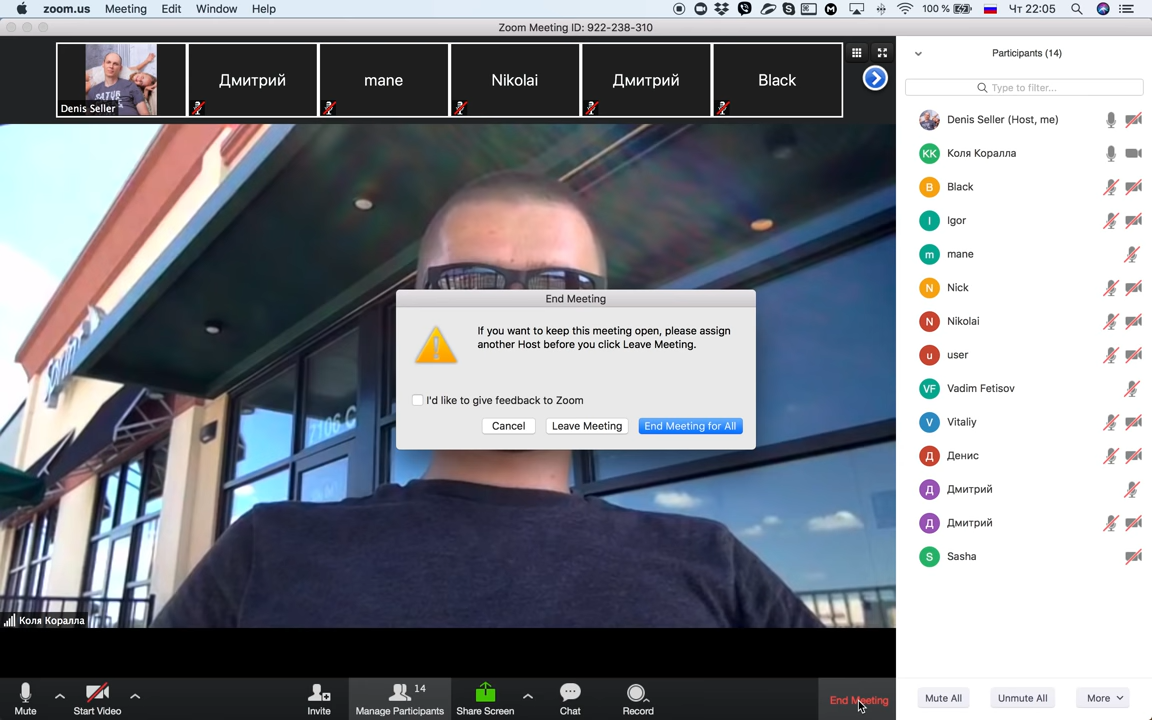 zoom.us Meeting Edit Window Help
100 % Чт 22:05
Zoom Meeting ID: 922-238-310
Denis Seller
Дмитрий
mane
Nikolai
Дмитрий
Black
7106 C
Коля Коралла
End Meeting
If you want to keep this meeting open, please assign
another Host before you click Leave Meeting.
I'd like to give feedback to Zoom
Cancel
Leave Meeting
End Meeting for All
Mute
Start Video
Invite
14
Manage Participants
Share Screen
Chat
Record
End Meeting
Participants (14)
Type to filter...
Denis Seller (Host, me)
KK Коля Коралла
B Black
I Igor
m mane
N Nick
N Nikolai
u user
VF Vadim Fetisov
V Vitaliy
Д Денис
Д Дмитрий
Д Дмитрий
S Sasha
Mute All
Unmute All
More